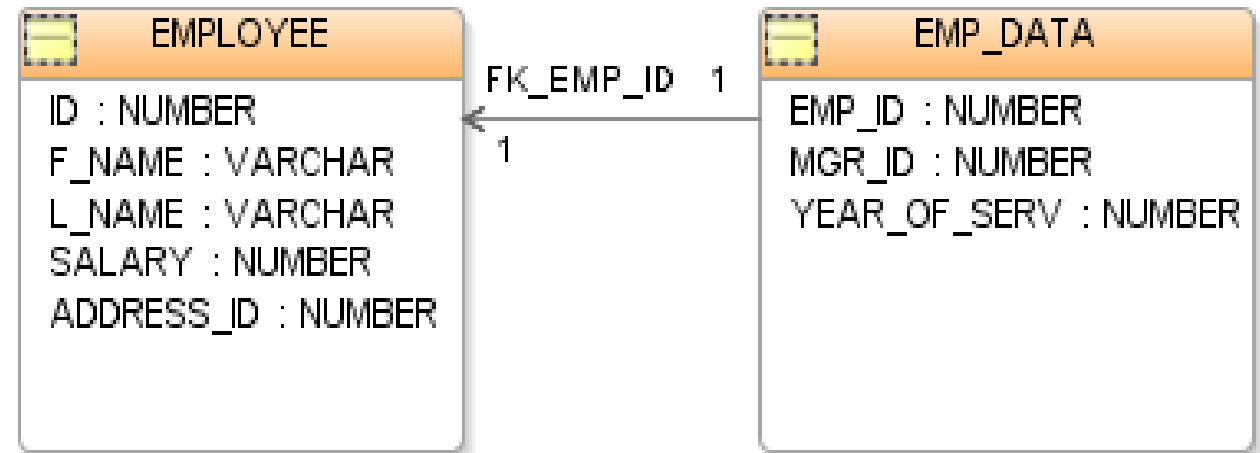 EMPLOYEE
ID : NUMBER
F_NAME : VARCHAR
L_NAME : VARCHAR
SALARY : NUMBER
ADDRESS_ID : NUMBER
FK_EMP_ID 1
1
EMP_DATA
EMP_ID : NUMBER
MGR_ID : NUMBER
YEAR_OF_SERV : NUMBER